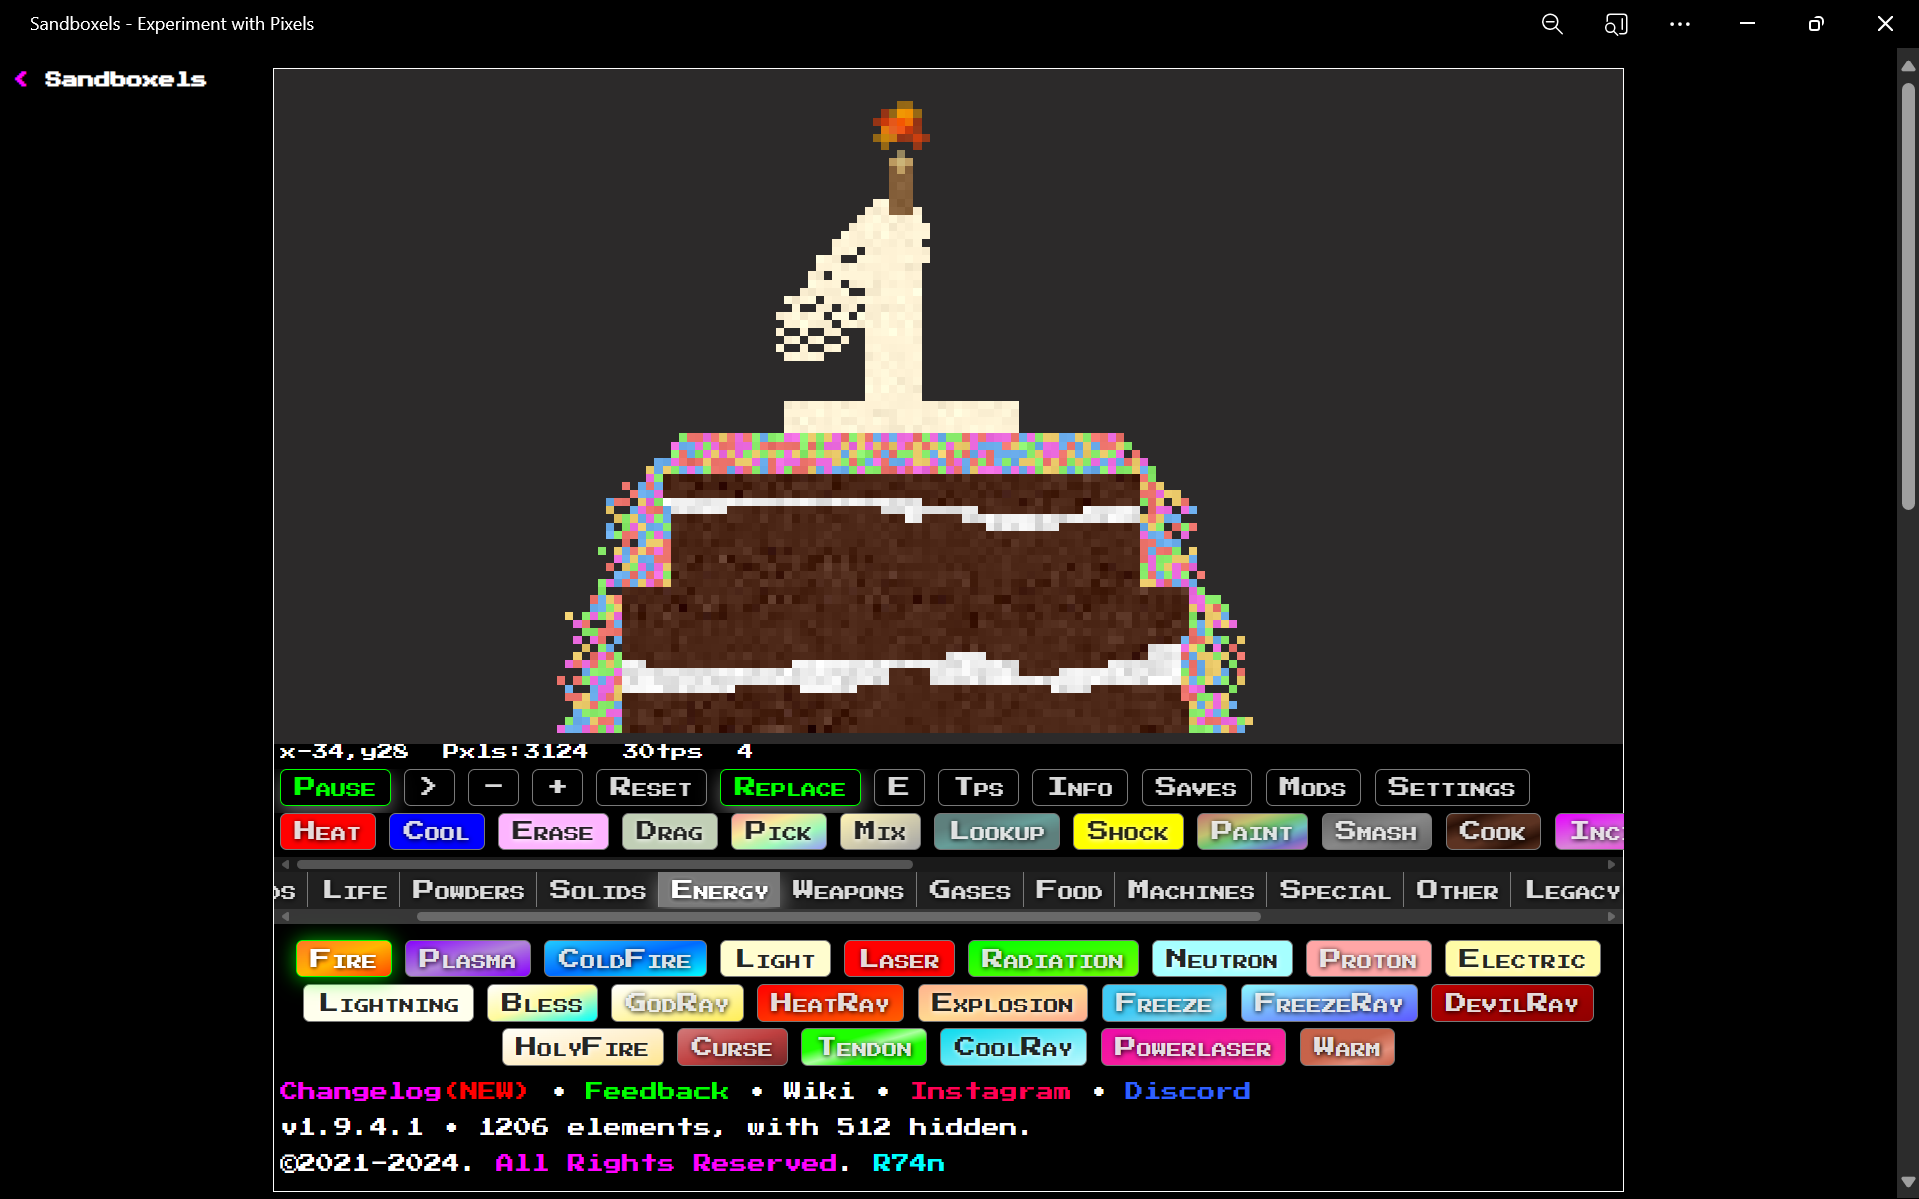 Sandboxels - Experiment with Pixels
Sandboxels
x-34,y28 Pxls:3124 30tps 4
PAUSE > - + RESET REPLACE E TPS INFO SAVES MODS SETTINGS
HEAT COOL ERASE DRAG PICK MIX LOOKUP SHOCK PAINT SMASH COOK INC
LIFE POWDERS SOLIDS ENERGY WEAPONS GASES FOOD MACHINES SPECIAL OTHER LEGACY
FIRE PLASMA COLDFIRE LIGHT LASER RADIATION NEUTRON PROTON ELECTRIC
LIGHTNING BLESS GODRAY HEATRAY EXPLOSION FREEZE FREEZERAY DEVILRAY
HOLYFIRE CURSE TENDON COOLRAY POWERLASER WARM
Changelog(NEW) • Feedback • Wiki • Instagram • Discord
v1.9.4.1 • 1206 elements, with 512 hidden.
©2021-2024. All Rights Reserved. R74n